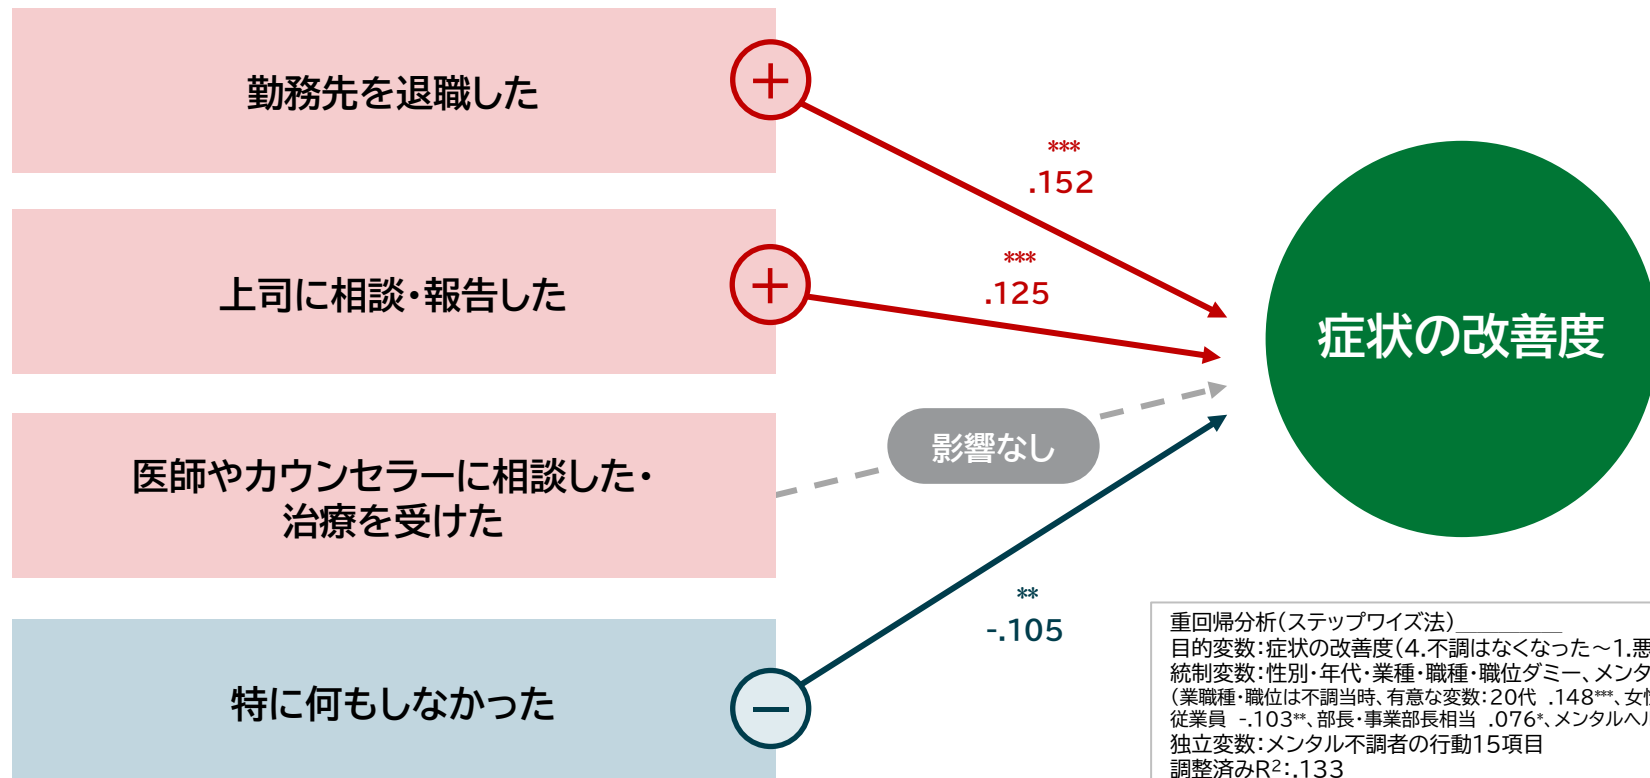 勤務先を退職した
+
***
.152
上司に相談・報告した
+
***
.125
症状の改善度
医師やカウンセラーに相談した・
治療を受けた
影響なし
**
-.105
特に何もしなかった
−
重回帰分析(ステップワイズ法)
目的変数:症状の改善度(4.不調はなくなった~1.悪
統制変数:性別・年代・業種・職種・職位ダミー、メンタ
(業職種・職位は不調当時、有意な変数:20代 .148***、女性
従業員 -.103**、部長・事業部長相当 .076*、メンタルヘル
独立変数:メンタル不調者の行動15項目
調整済みR²:.133